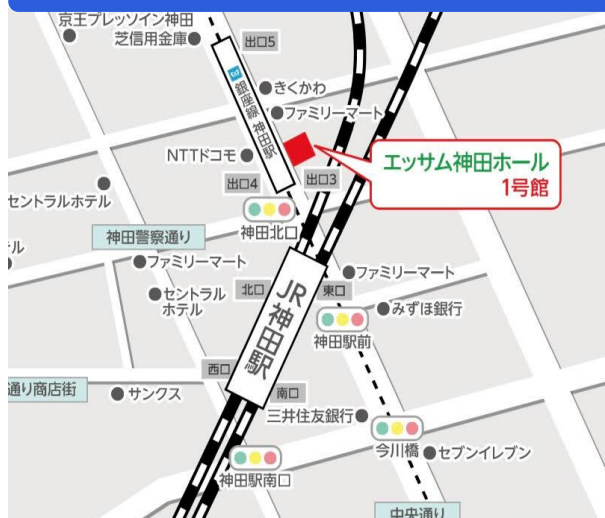 京王プレッソイン神田
芝信用金庫
出口5
きくかわ
ファミリーマート
銀座線 神田駅
NTTドコモ
エッサム神田ホール
1号館
出口4
出口3
セントラルホテル
神田北口
神田警察通り
テル
ファミリーマート
ファミリーマート
セントラル
ホテル
北口
東口
JR神田駅
みずほ銀行
神田駅前
西口
通り商店街
サンクス
南口
三井住友銀行
今川橋
セブンイレブン
神田駅南口
中央通り